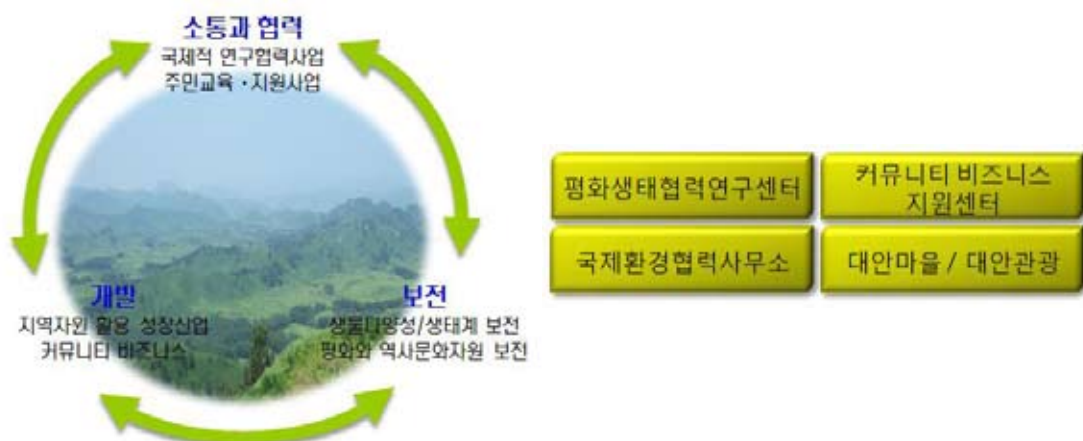 소통과 협력
국제적 연구협력사업
주민교육·지원사업
개발
지역자원 활용 성장산업
커뮤니티 비즈니스
보전
생물다양성/생태계 보전
평화와 역사문화자원 보전
평화생태협력연구센터
커뮤니티 비즈니스
지원센터
국제환경협력사무소
대안마을 / 대안관광